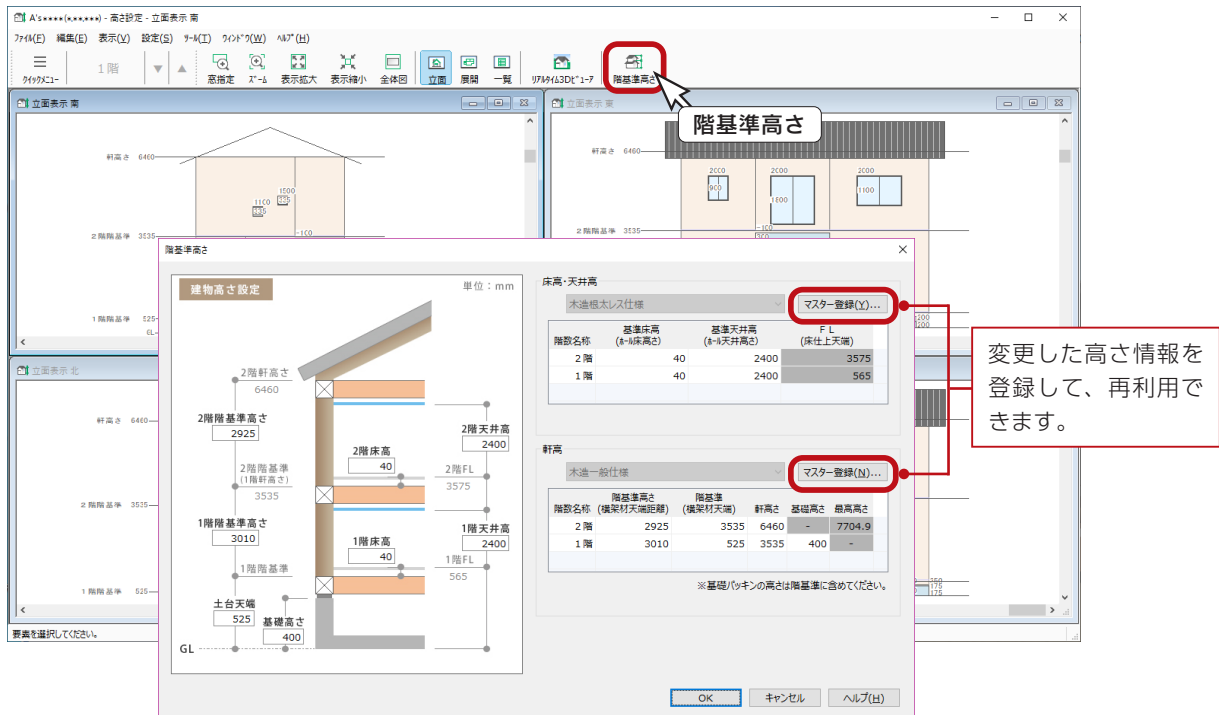 A's****(*,**,***) - 高さ設定 - 立面表示 南
ﾌｧｲﾙ(F) 編集(E) 表示(V) 設定(S) ﾂｰﾙ(T) ｳｨﾝﾄﾞｳ(W) ﾍﾙﾌﾟ(H)
ｸｲｯｸﾒﾆｭｰ 1 階 窓指定 ｽﾞｰﾑ 表示拡大 表示縮小 全体図 立面 展開 一覧 ﾘｱﾙﾀｲﾑ3Dﾋﾞｭｰｱ 階基準高さ
階基準高さ
立面表示 南
軒高さ 6460
1500
1100
2階階基準 3535
-100
1階階基準 525
GL
立面表示 東
軒高さ 6460
2000 2000 2000
900 1800 1100
2階階基準 3535
-100
立面表示 北
軒高さ 6460
2階階基準 3535
1階階基準 525
要素を選択してください。
階基準高さ
建物高さ設定
単位：mm
2階軒高さ
6460
2階階基準高さ
2925
2階天井高
2400
2階床高
40
2階階基準
(1階軒高さ)
3535
2階FL
3575
1階階基準高さ
3010
1階天井高
2400
1階床高
40
1階階基準
1階FL
565
土台天端
525
基礎高さ
400
GL
床高・天井高
木造根太レス仕様 マスター登録(Y)...
階数名称 基準床高 (ﾎｰﾙ床高さ) 基準天井高 (ﾎｰﾙ天井高さ) ＦＬ (床仕上天端)
2 階 40 2400 3575
1 階 40 2400 565
軒高
木造一般仕様 マスター登録(N)...
階数名称 階基準高さ (横架材天端距離) 階基準 (横架材天端) 軒高さ 基礎高さ 最高高さ
2 階 2925 3535 6460 - 7704.9
1 階 3010 525 3535 400 -
※基礎パッキンの高さは階基準に含めてください。
OK キャンセル ヘルプ(H)
変更した高さ情報を
登録して、再利用で
きます。